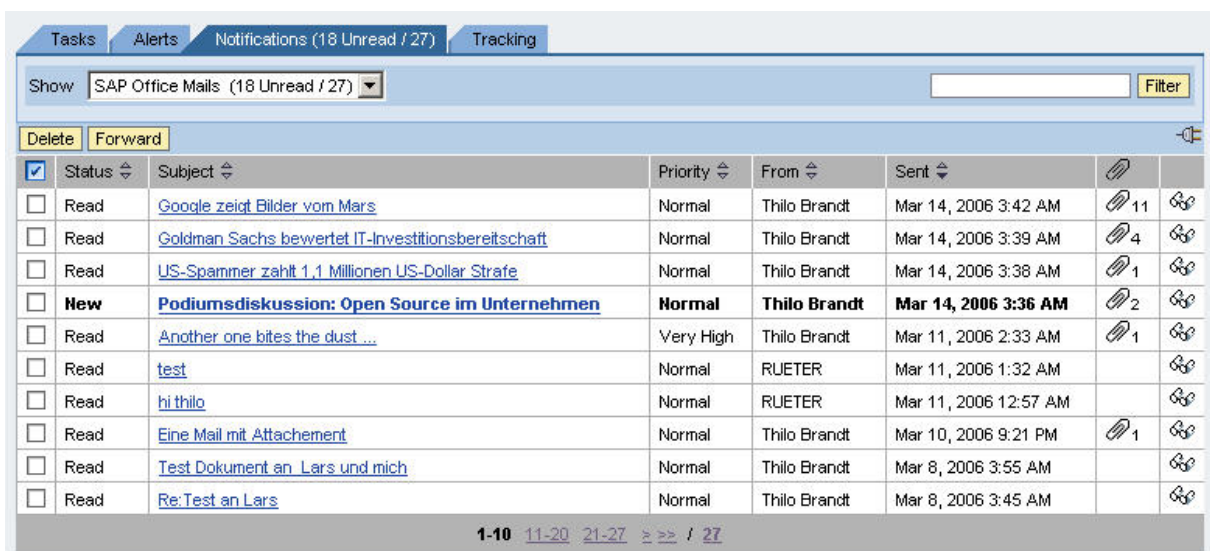 Tasks Alerts Notifications (18 Unread / 27) Tracking
Show SAP Office Mails (18 Unread / 27) Filter
Delete Forward
Status Subject Priority From Sent
Read Google zeigt Bilder vom Mars Normal Thilo Brandt Mar 14, 2006 3:42 AM 11
Read Goldman Sachs bewertet IT-Investitionsbereitschaft Normal Thilo Brandt Mar 14, 2006 3:39 AM 4
Read US-Spammer zahlt 1,1 Millionen US-Dollar Strafe Normal Thilo Brandt Mar 14, 2006 3:38 AM 1
New Podiumsdiskussion: Open Source im Unternehmen Normal Thilo Brandt Mar 14, 2006 3:36 AM 2
Read Another one bites the dust ... Very High Thilo Brandt Mar 11, 2006 2:33 AM 1
Read test Normal RUETER Mar 11, 2006 1:32 AM
Read hi thilo Normal RUETER Mar 11, 2006 12:57 AM
Read Eine Mail mit Attachement Normal Thilo Brandt Mar 10, 2006 9:21 PM 1
Read Test Dokument an Lars und mich Normal Thilo Brandt Mar 8, 2006 3:55 AM
Read Re:Test an Lars Normal Thilo Brandt Mar 8, 2006 3:45 AM
1-10 11-20 21-27 > >> / 27